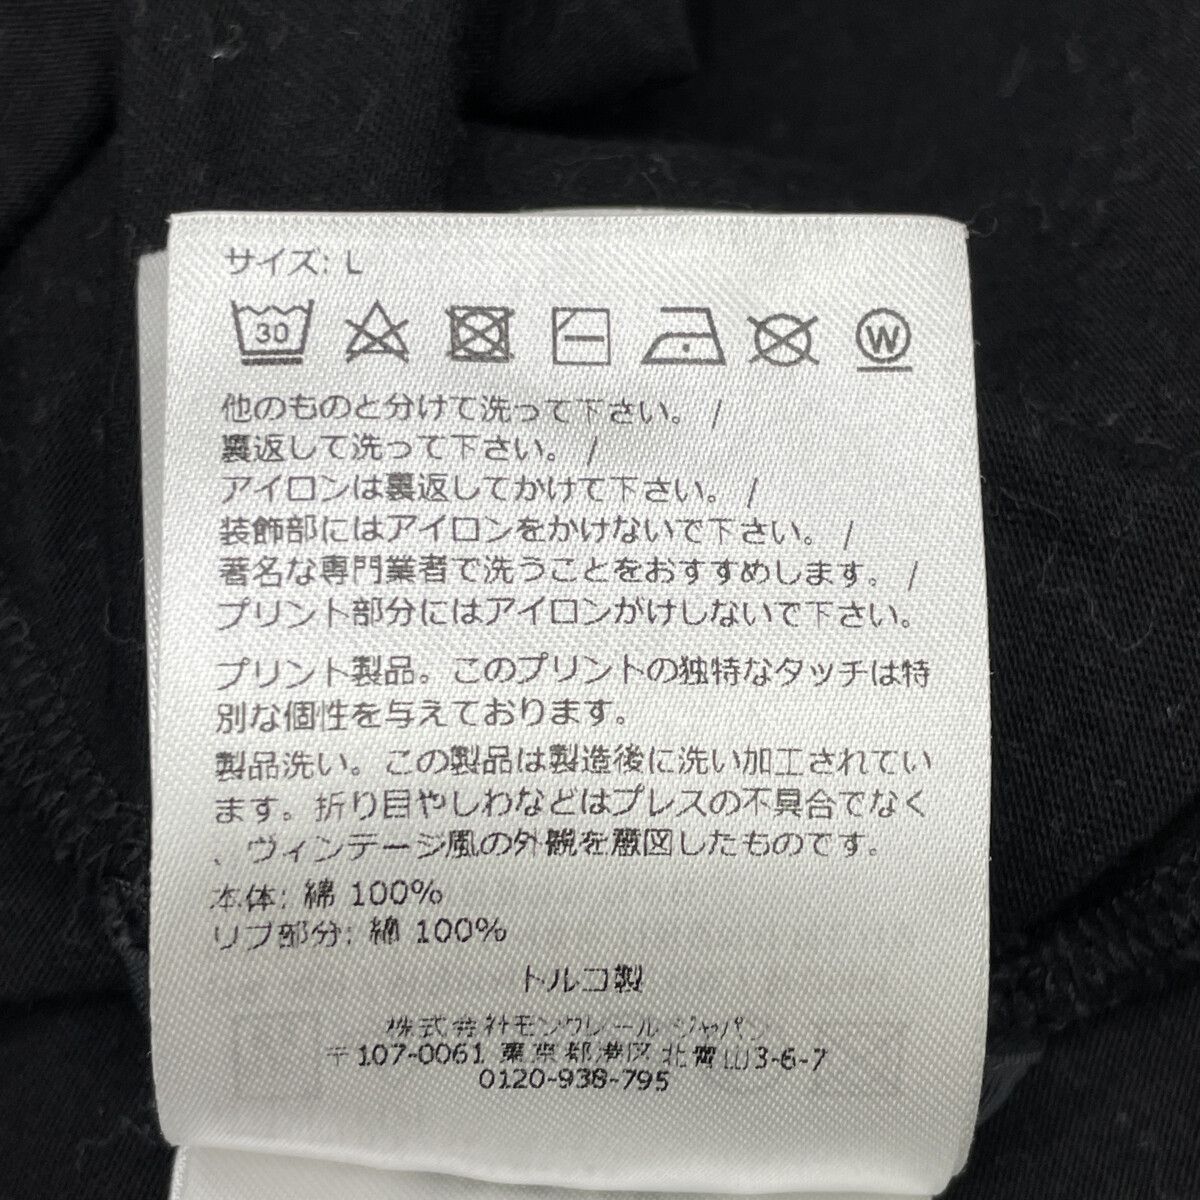 サイズ: L
30
W
他のものと分けて洗って下さい。 /
裏返して洗って下さい。 /
アイロンは裏返してかけて下さい。 /
装飾部にはアイロンをかけないで下さい。 /
著名な専門業者で洗うことをおすすめします。 /
プリント部分にはアイロンがけしないで下さい。
プリント製品。このプリントの独特なタッチは特
別な個性を与えております。
製品洗い。この製品は製造後に洗い加工されてい
ます。折り目やしわなどはプレスの不具合でなく
、ヴィンテージ風の外観を意図したものです。
本体: 綿 100%
リブ部分: 綿 100%
トルコ製
株式会社モンクレール ジャパン
〒107-0061 東京都港区北青山3-6-7
0120-938-795